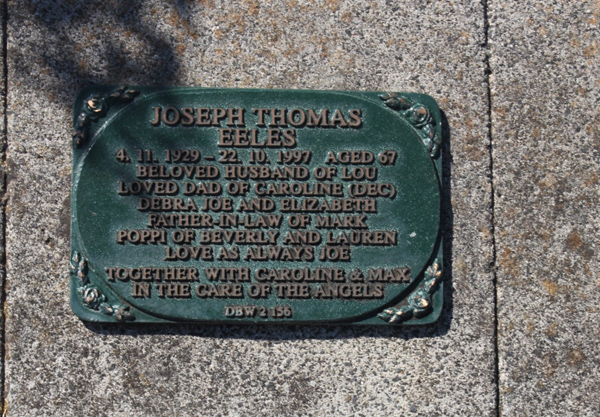 JOSEPH THOMAS
EELES
4. 11. 1929 – 22. 10. 1997 AGED 67
BELOVED HUSBAND OF LOU
LOVED DAD OF CAROLINE (DEC)
DEBRA JOE AND ELIZABETH
FATHER-IN-LAW OF MARK
POPPI OF BEVERLY AND LAUREN
LOVE AS ALWAYS JOE
TOGETHER WITH CAROLINE & MAX
IN THE CARE OF THE ANGELS
DBW 2 156